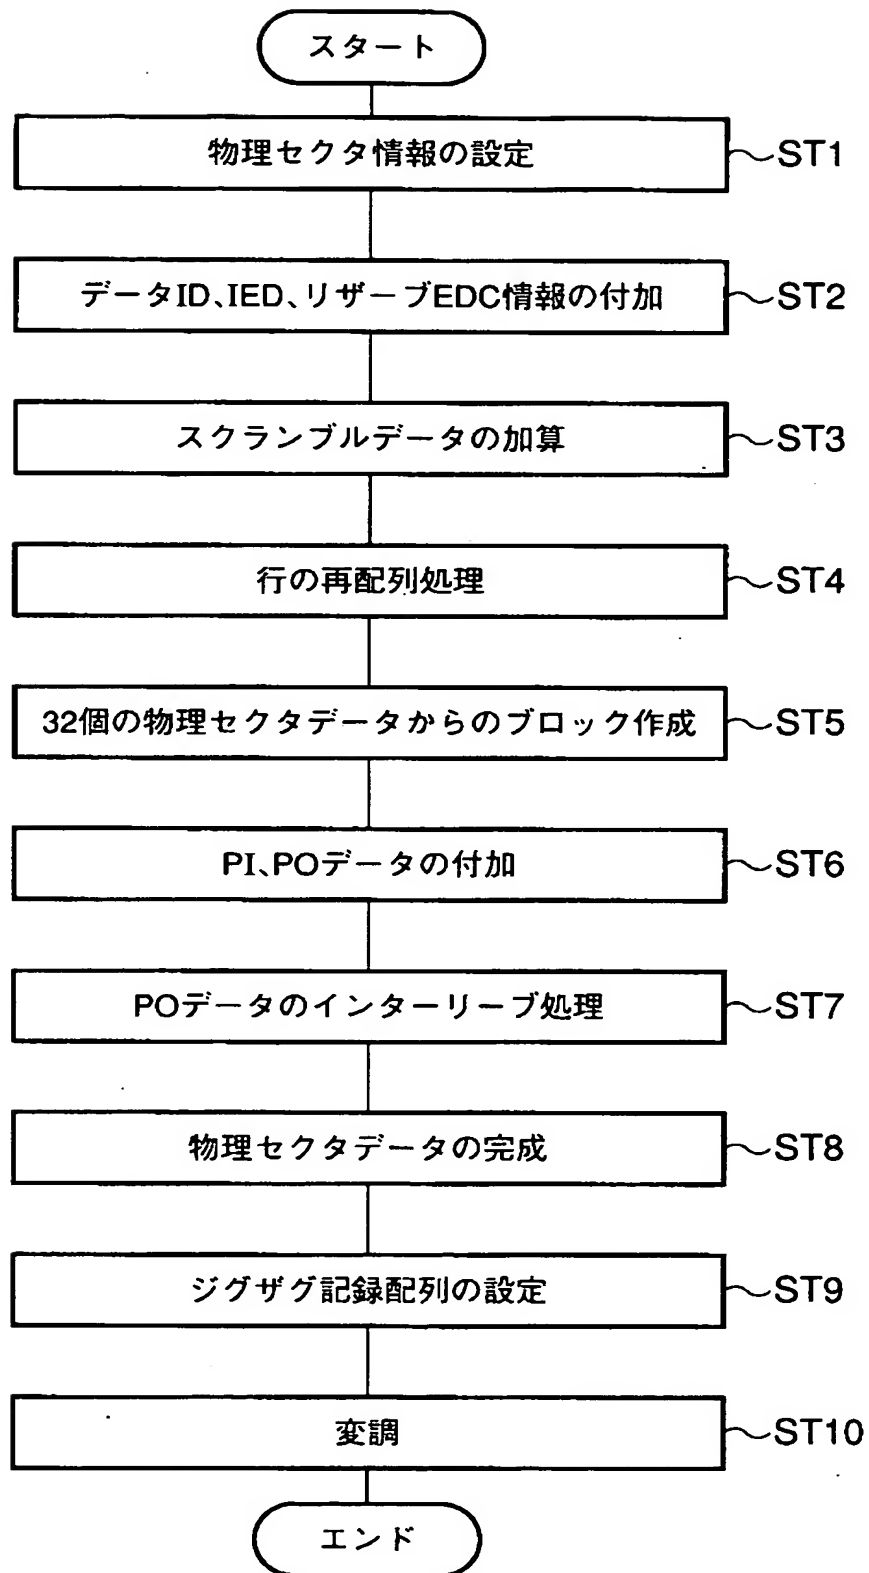 スタート
物理セクタ情報の設定 ST1
データID、IED、リザーブEDC情報の付加 ST2
スクランブルデータの加算 ST3
行の再配列処理 ST4
32個の物理セクタデータからのブロック作成 ST5
PI、POデータの付加 ST6
POデータのインターリーブ処理 ST7
物理セクタデータの完成 ST8
ジグザグ記録配列の設定 ST9
変調 ST10
エンド